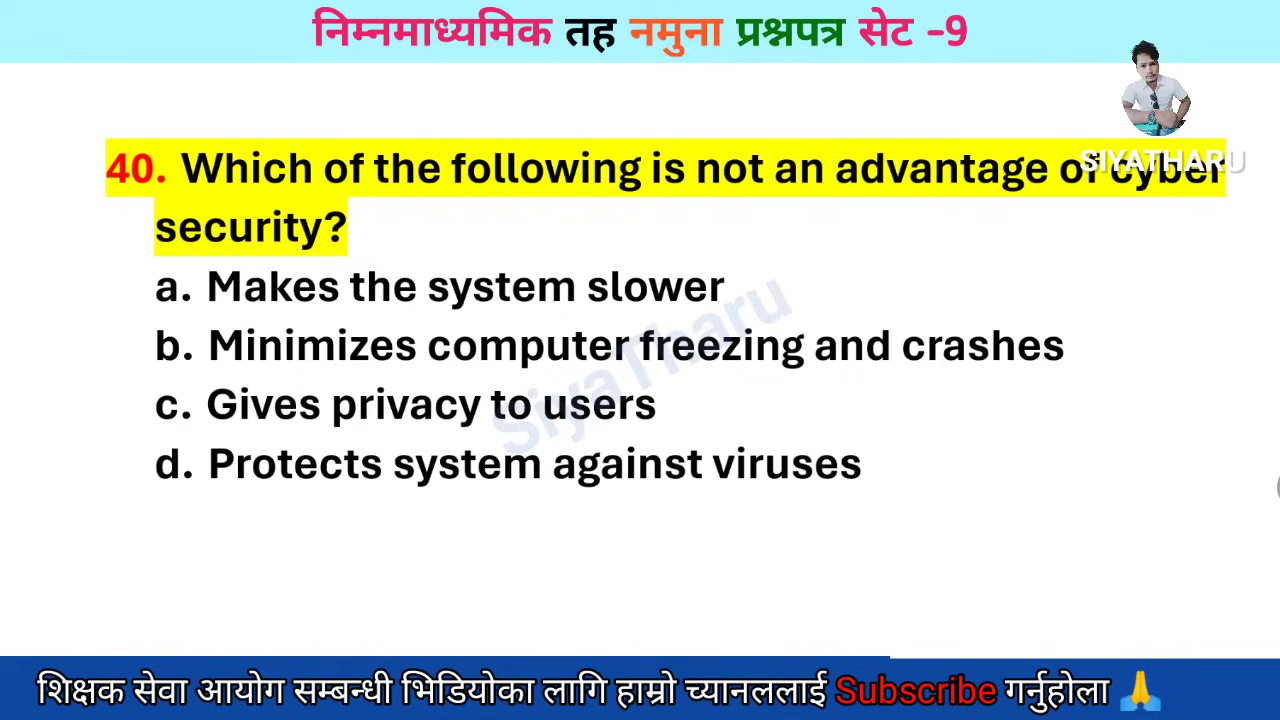 निम्नमाध्यमिक तह नमुना प्रश्नपत्र सेट -9
SIYATHARU
40. Which of the following is not an advantage of cyber
security?
a. Makes the system slower
b. Minimizes computer freezing and crashes
c. Gives privacy to users
d. Protects system against viruses
SiyaTharu
शिक्षक सेवा आयोग सम्बन्धी भिडियोका लागि हाम्रो च्यानललाई Subscribe गर्नुहोला 🙏